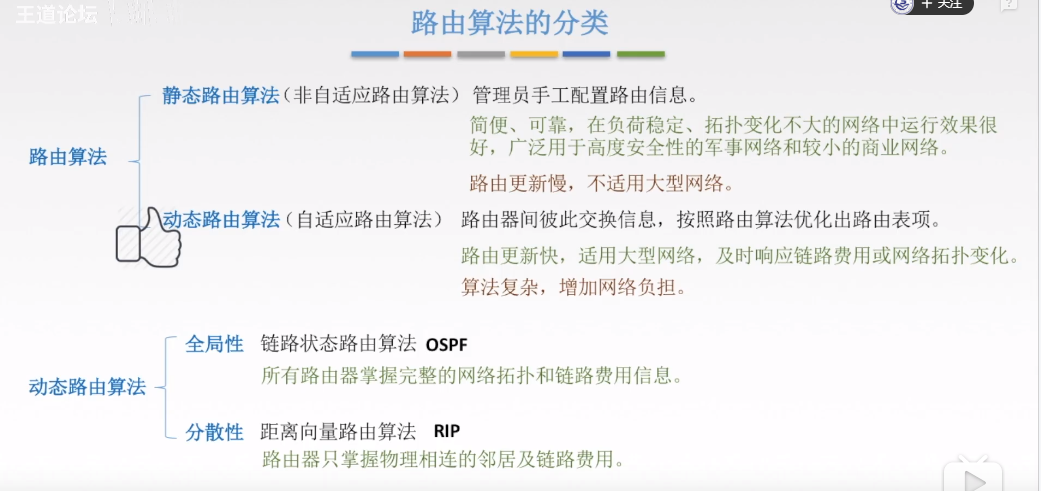 王道论坛
+ 关注
路由算法的分类
静态路由算法(非自适应路由算法)管理员手工配置路由信息。
简便、可靠,在负荷稳定、拓扑变化不大的网络中运行效果很
好,广泛用于高度安全性的军事网络和较小的商业网络。
路由更新慢,不适用大型网络。
路由算法
动态路由算法(自适应路由算法) 路由器间彼此交换信息,按照路由算法优化出路由表项。
路由更新快,适用大型网络,及时响应链路费用或网络拓扑变化。
算法复杂,增加网络负担。
全局性 链路状态路由算法 OSPF
所有路由器掌握完整的网络拓扑和链路费用信息。
动态路由算法
分散性 距离向量路由算法 RIP
路由器只掌握物理相连的邻居及链路费用。